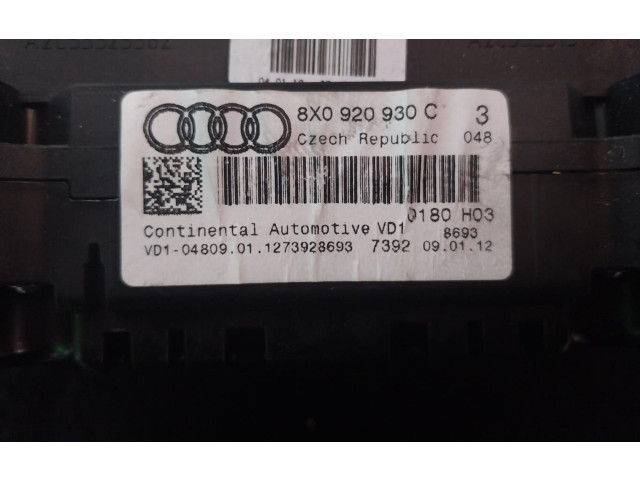 A2C53325302
8X0 920 930 C 3
Czech Republic 048
0180 H03
Continental Automotive VD1 8693
VD1-04809.01.1273928693 7392 09.01.12